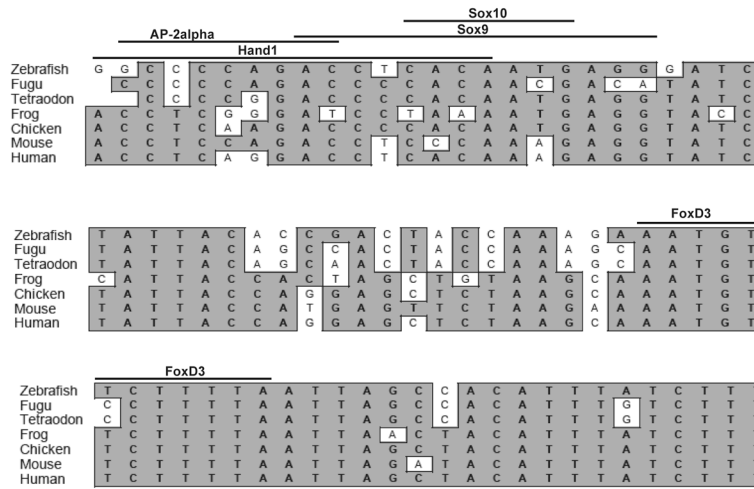 Sox10
AP-2alpha Sox9
Hand1
Zebrafish G G C C C C A G A C C T C A C A A T G A G G G A T C
Fugu C C C C C A G A C C C C A C A A C G A C A T A T C
Tetraodon C C C C G G A C C C C A C A A T G A G G T A T C
Frog A C C T C G G G A T C C T A A A A T G A G G T A C C
Chicken A C C T C A A G A C C C C A C A A T G A G G T A T C
Mouse A C C T C C A G A C C T C C C A A A G A G G T A T C
Human A C C T C A G G A C C T C A C A A A G A G G T A T C
FoxD3
Zebrafish T A T T A C A C C G A C T A C C A A A G A A A T G T
Fugu T A T T A C A G C C A C T A C C A A A G C A A T G T
Tetraodon T A T T A C A G C A A C T A C C A A A G C A A T G T
Frog C A T T A C C A C T A G C T G T A A G C A A A T G T
Chicken T A T T A C C A G G A G C T C T A A G C A A A T G T
Mouse T A T T A C C A T G A G T T C T A A G A A A A T G T
Human T A T T A C C A G G A G C T C T A A G C A A A T G T
FoxD3
Zebrafish T C T T T T A A T T A G C C A C A T T T A T C T T
Fugu C C T T T T A A T T A G C C A C A T T T G T C T T
Tetraodon C C T T T T A A T T A G C C A C A T T T G T C T T
Frog T C T T T T A A T T A A C T A C A T T T A T C T T
Chicken T C T T T T A A T T A G C T A C A T T T A T C T T
Mouse T C T T T T A A T T A G A T A C A T T T A T C T T
Human T C T T T T A A T T A G C T A C A T T T A T C T T